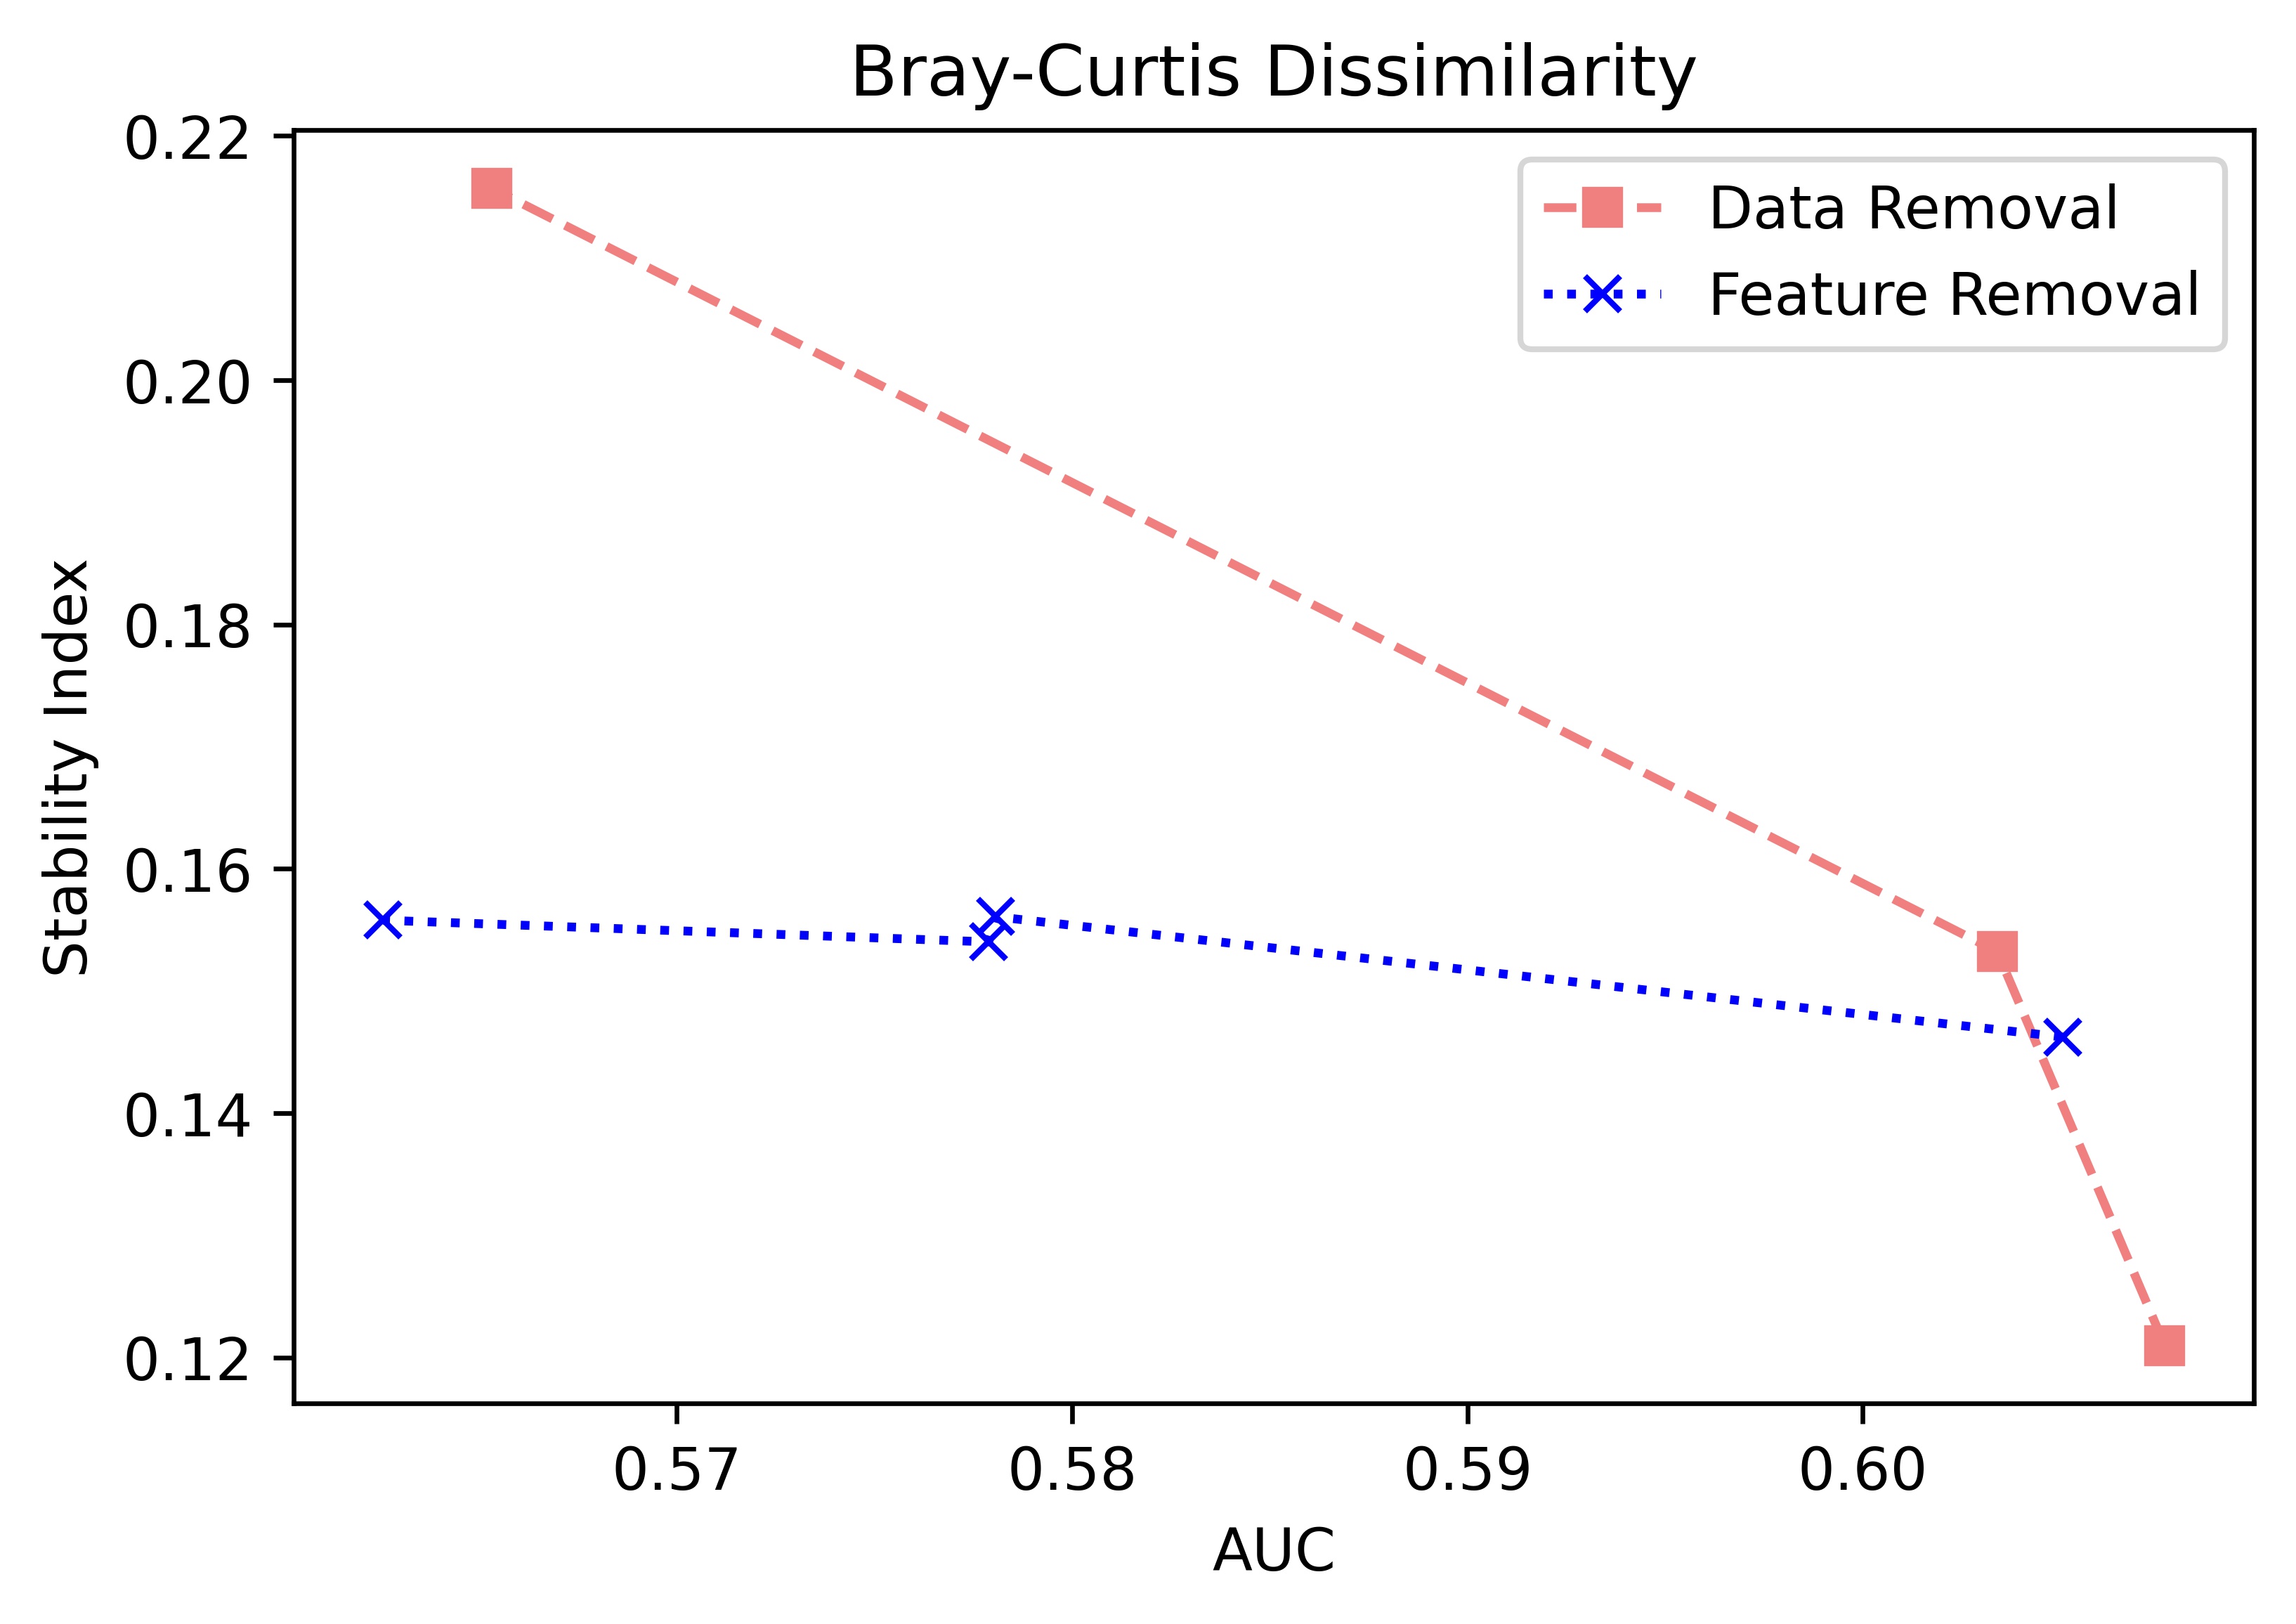 Bray-Curtis Dissimilarity
0.22
0.20
0.18
0.16
0.14
0.12
Stability Index
Data Removal
Feature Removal
0.57 0.58 0.59 0.60
AUC